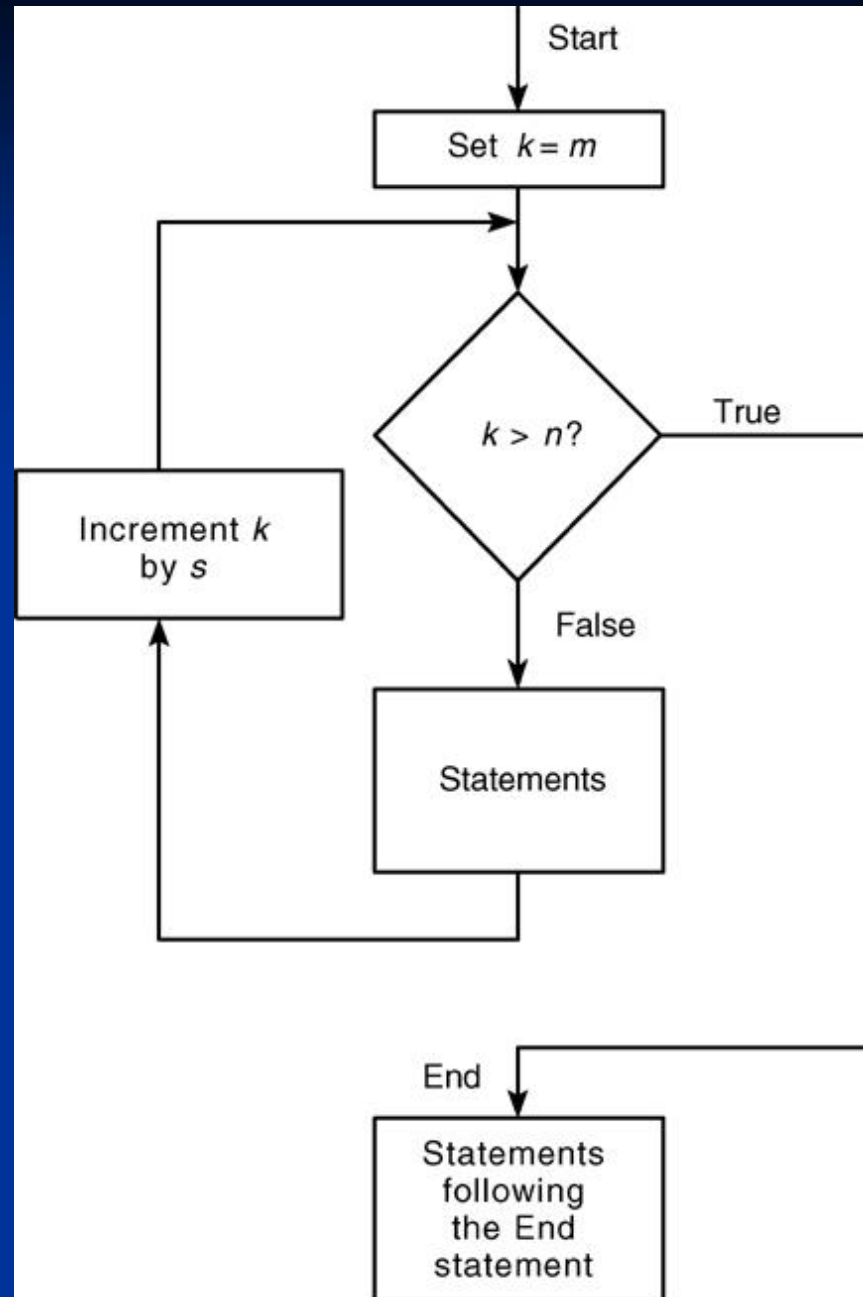 Start
Set k = m
k > n?
True
Increment k
by s
False
Statements
End
Statements
following
the End
statement